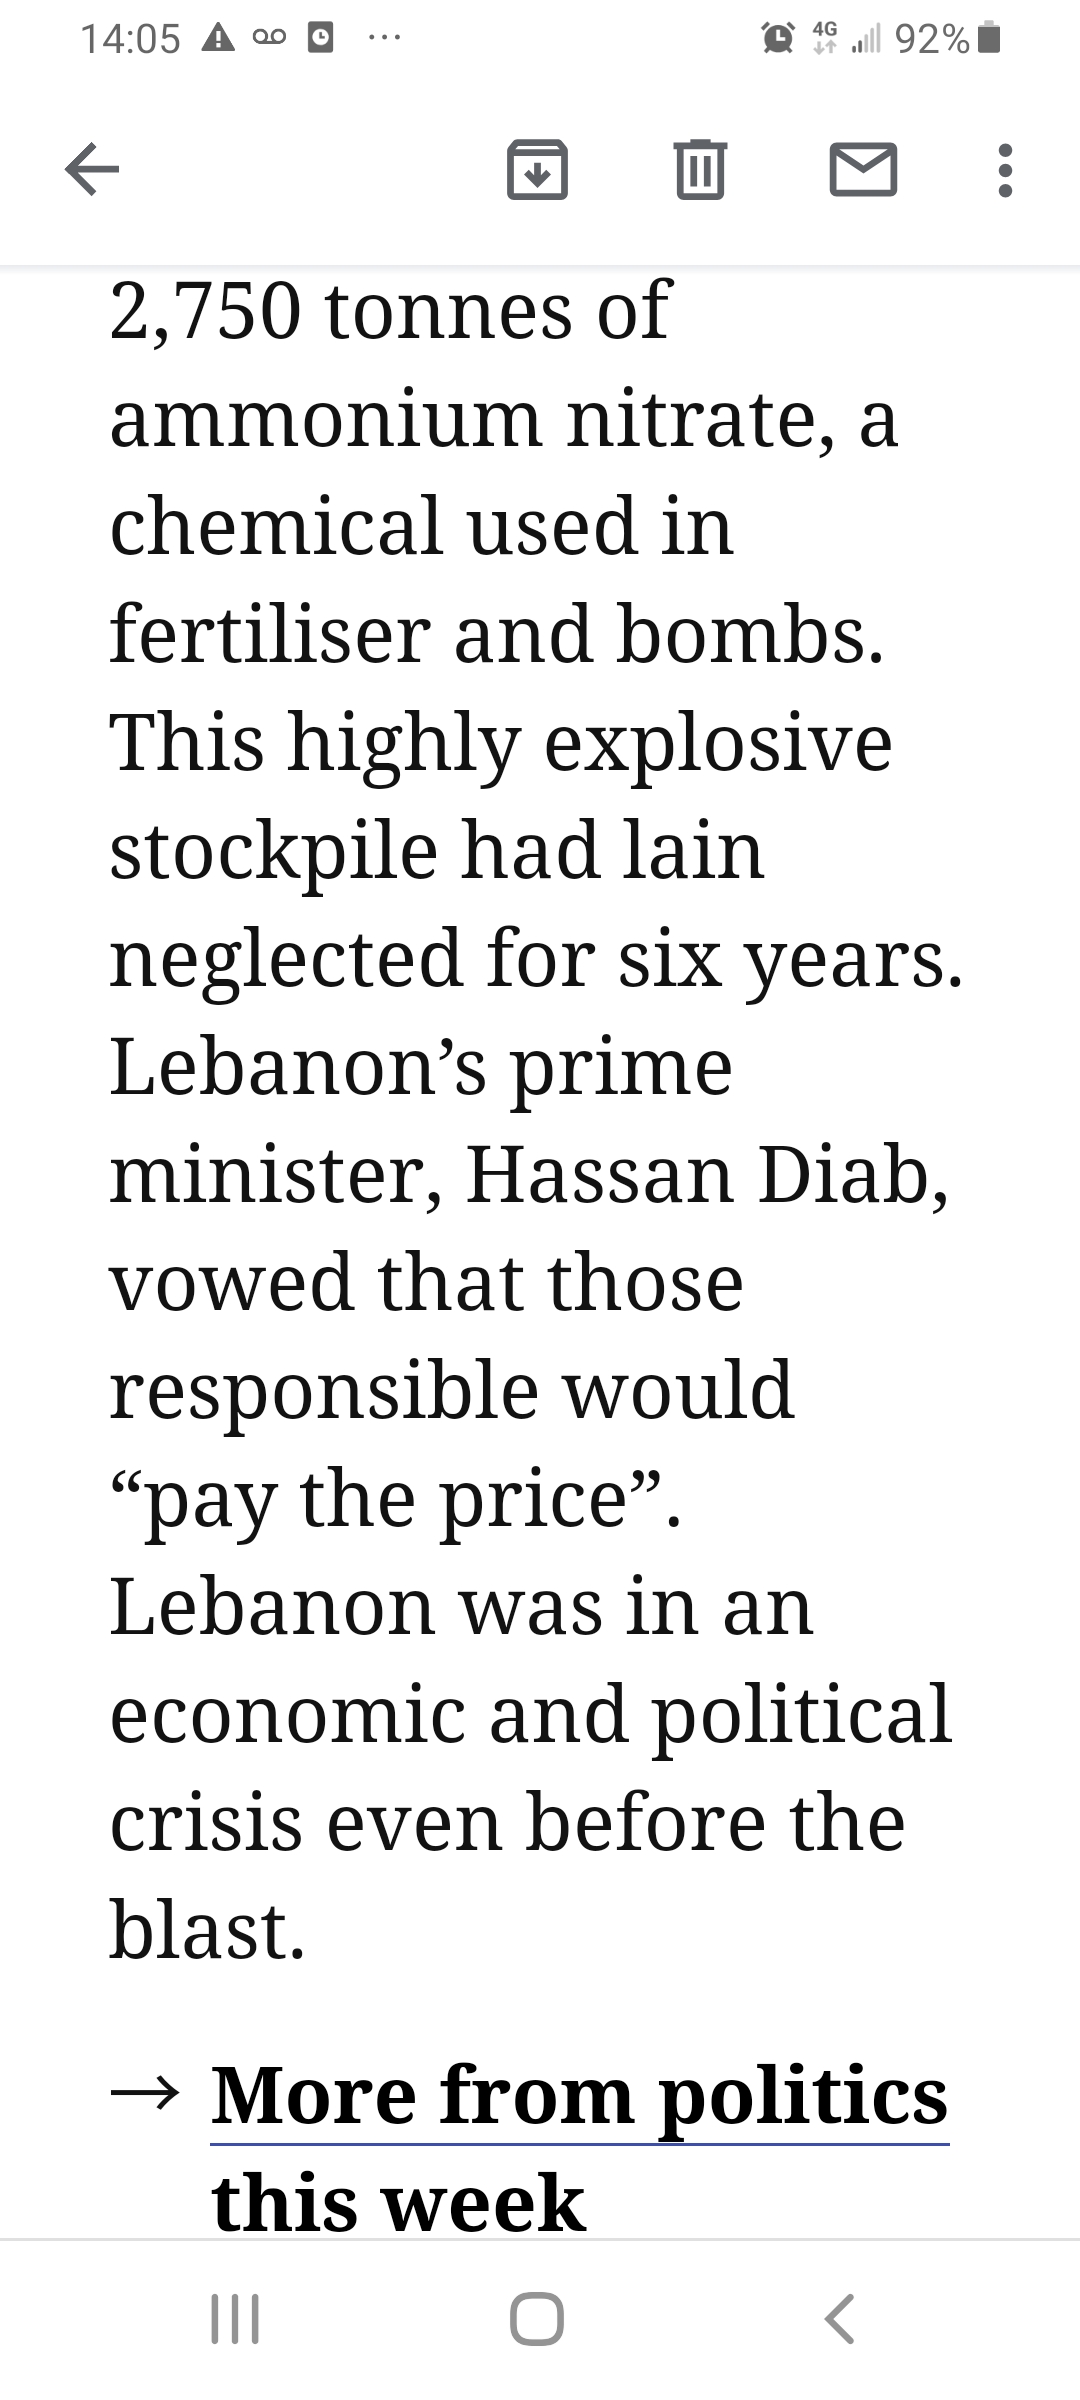 14:05 ... 4G 92%
2,750 tonnes of
ammonium nitrate, a
chemical used in
fertiliser and bombs.
This highly explosive
stockpile had lain
neglected for six years.
Lebanon’s prime
minister, Hassan Diab,
vowed that those
responsible would
“pay the price”.
Lebanon was in an
economic and political
crisis even before the
blast.
→ More from politics
this week